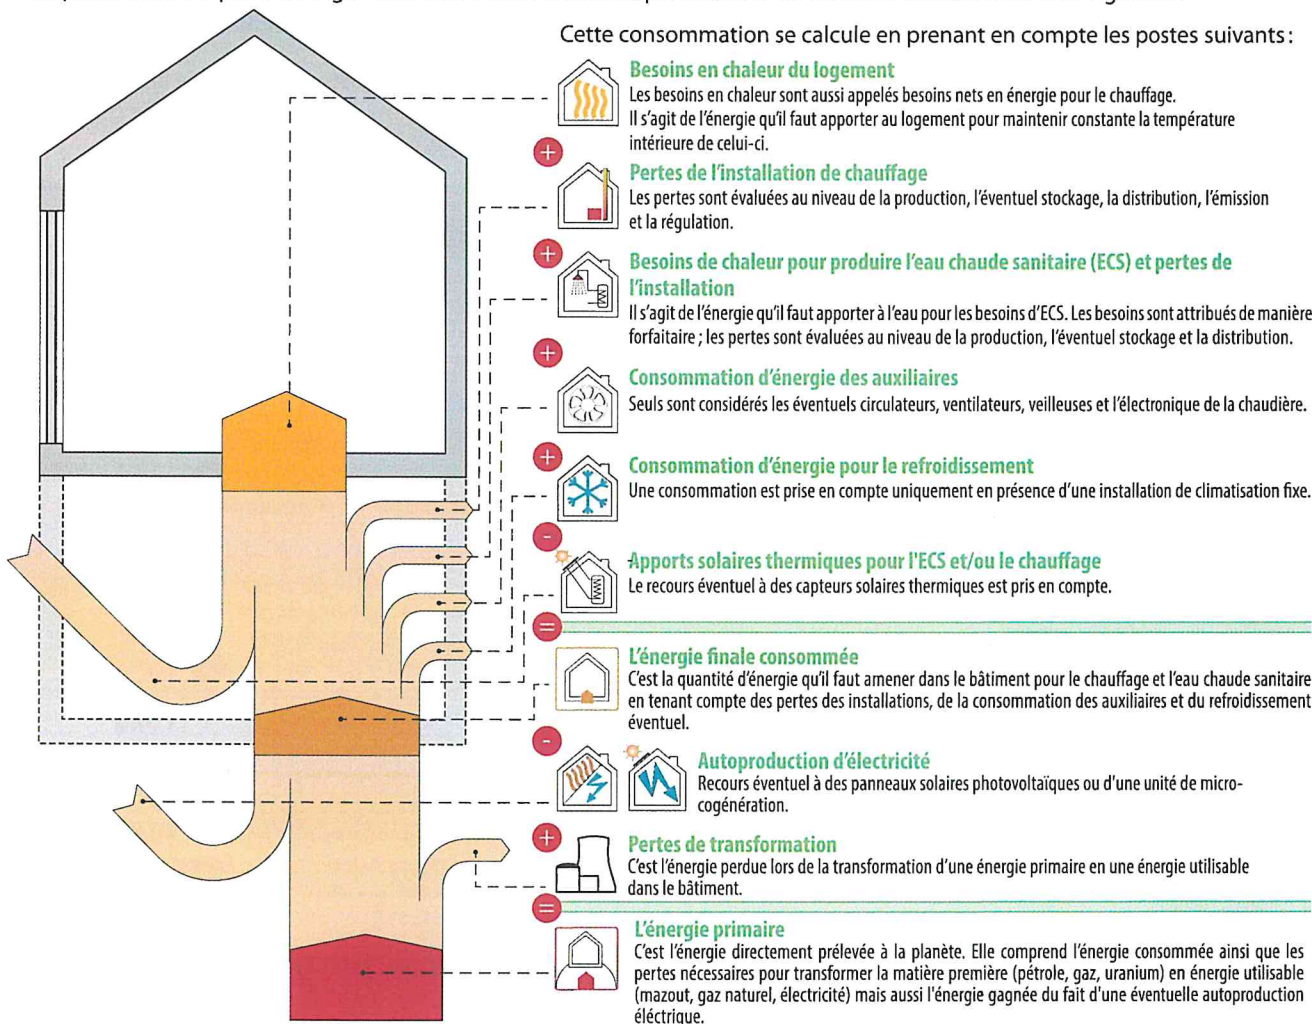 Cette consommation se calcule en prenant en compte les postes suivants :
Besoins en chaleur du logement
Les besoins en chaleur sont aussi appelés besoins nets en énergie pour le chauffage.
Il s'agit de l'énergie qu'il faut apporter au logement pour maintenir constante la température
intérieure de celui-ci.
+
Pertes de l'installation de chauffage
Les pertes sont évaluées au niveau de la production, l'éventuel stockage, la distribution, l'émission
et la régulation.
+
Besoins de chaleur pour produire l'eau chaude sanitaire (ECS) et pertes de
l'installation
Il s'agit de l'énergie qu'il faut apporter à l'eau pour les besoins d'ECS. Les besoins sont attribués de manière
forfaitaire ; les pertes sont évaluées au niveau de la production, l'éventuel stockage et la distribution.
+
Consommation d'énergie des auxiliaires
Seuls sont considérés les éventuels circulateurs, ventilateurs, veilleuses et l'électronique de la chaudière.
+
Consommation d'énergie pour le refroidissement
Une consommation est prise en compte uniquement en présence d'une installation de climatisation fixe.
-
Apports solaires thermiques pour l'ECS et/ou le chauffage
Le recours éventuel à des capteurs solaires thermiques est pris en compte.
=
L'énergie finale consommée
C'est la quantité d'énergie qu'il faut amener dans le bâtiment pour le chauffage et l'eau chaude sanitaire
en tenant compte des pertes des installations, de la consommation des auxiliaires et du refroidissement
éventuel.
-
Autoproduction d'électricité
Recours éventuel à des panneaux solaires photovoltaïques ou d'une unité de micro-
cogénération.
+
Pertes de transformation
C'est l'énergie perdue lors de la transformation d'une énergie primaire en une énergie utilisable
dans le bâtiment.
=
L'énergie primaire
C'est l'énergie directement prélevée à la planète. Elle comprend l'énergie consommée ainsi que les
pertes nécessaires pour transformer la matière première (pétrole, gaz, uranium) en énergie utilisable
(mazout, gaz naturel, électricité) mais aussi l'énergie gagnée du fait d'une éventuelle autoproduction
éléctrique.